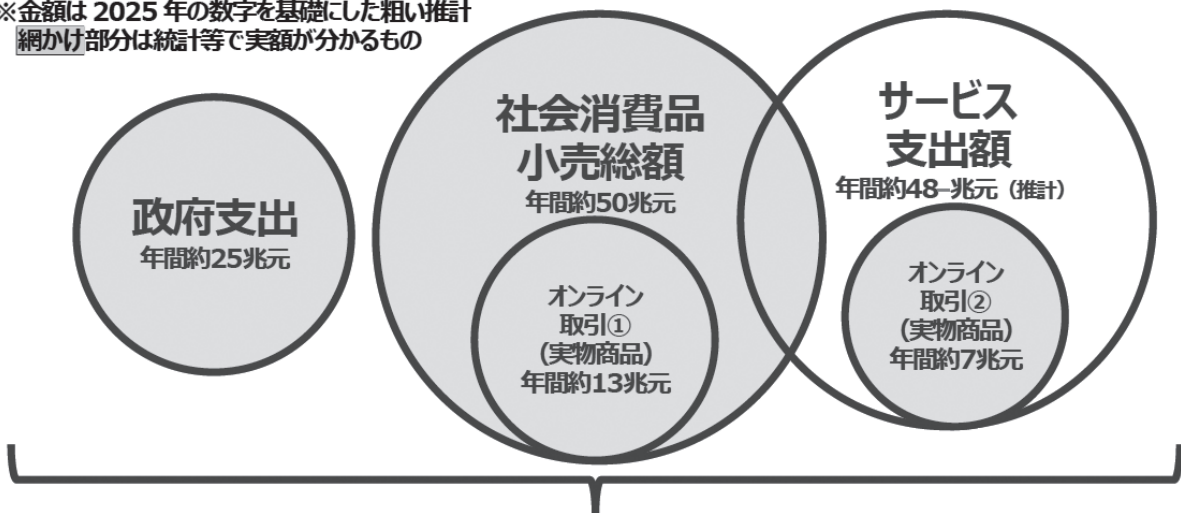 ※金額は 2025 年の数字を基礎にした粗い推計
網かけ部分は統計等で実額が分かるもの
政府支出
年間約25兆元
社会消費品
小売総額
年間約50兆元
オンライン
取引①
(実物商品)
年間約13兆元
サービス
支出額
年間約48–兆元（推計）
オンライン
取引②
(実物商品)
年間約7兆元